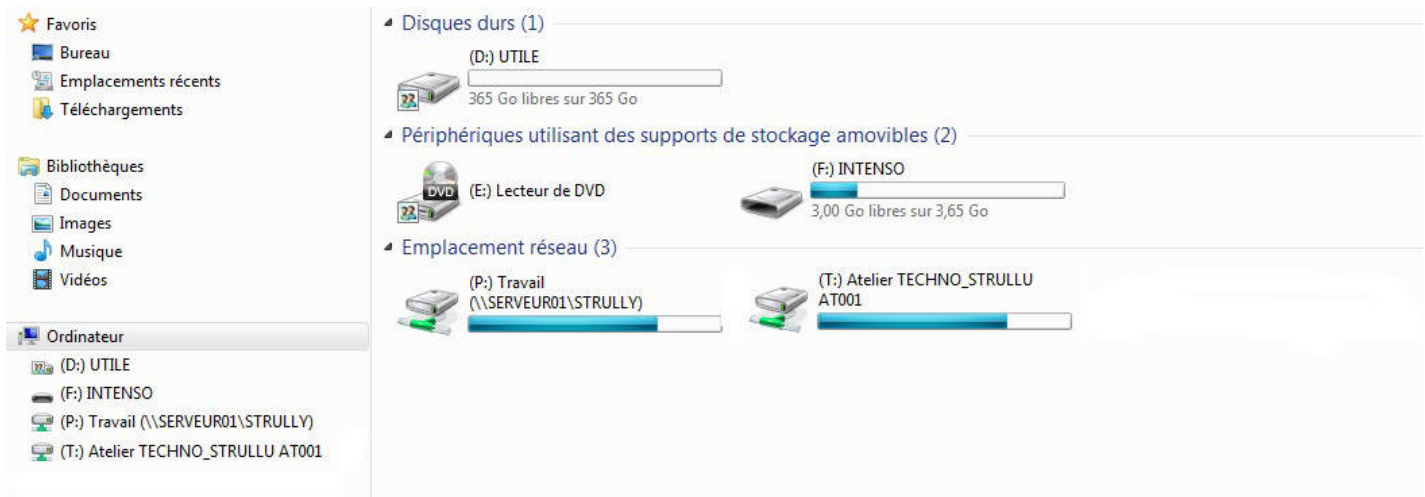 Favoris
Bureau
Emplacements récents
Téléchargements
Bibliothèques
Documents
Images
Musique
Vidéos
Ordinateur
(D:) UTILE
(F:) INTENSO
(P:) Travail (\\SERVEUR01\STRULLY)
(T:) Atelier TECHNO_STRULLU AT001
Disques durs (1)
(D:) UTILE
365 Go libres sur 365 Go
Périphériques utilisant des supports de stockage amovibles (2)
DVD
(E:) Lecteur de DVD
(F:) INTENSO
3,00 Go libres sur 3,65 Go
Emplacement réseau (3)
(P:) Travail
(\\SERVEUR01\STRULLY)
(T:) Atelier TECHNO_STRULLU
AT001